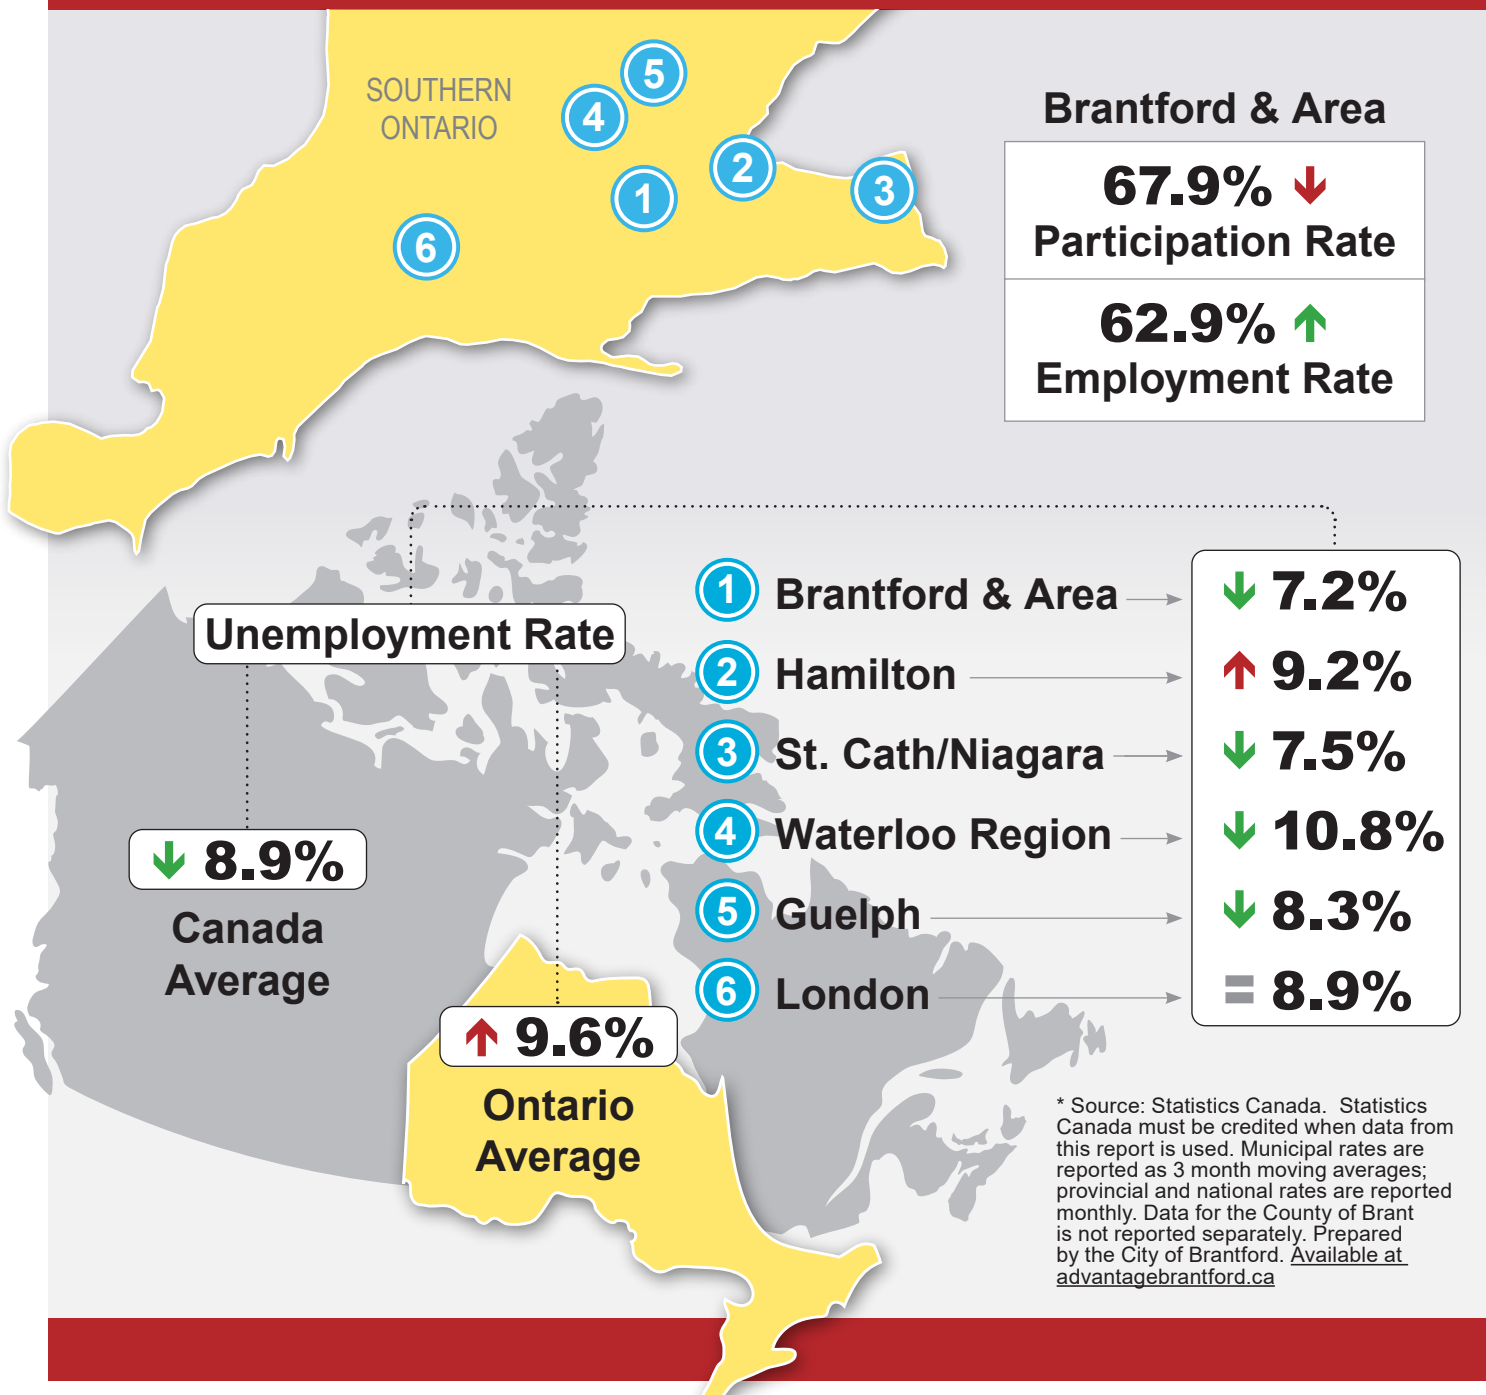 SOUTHERN
ONTARIO
5
4
2
3
1
6
Brantford & Area
67.9%
Participation Rate
62.9%
Employment Rate
Unemployment Rate
8.9%
Canada
Average
9.6%
Ontario
Average
1 Brantford & Area 7.2%
2 Hamilton 9.2%
3 St. Cath/Niagara 7.5%
4 Waterloo Region 10.8%
5 Guelph 8.3%
6 London = 8.9%
* Source: Statistics Canada.  Statistics
Canada must be credited when data from
this report is used. Municipal rates are
reported as 3 month moving averages;
provincial and national rates are reported
monthly. Data for the County of Brant
is not reported separately. Prepared
by the City of Brantford. Available at
advantagebrantford.ca